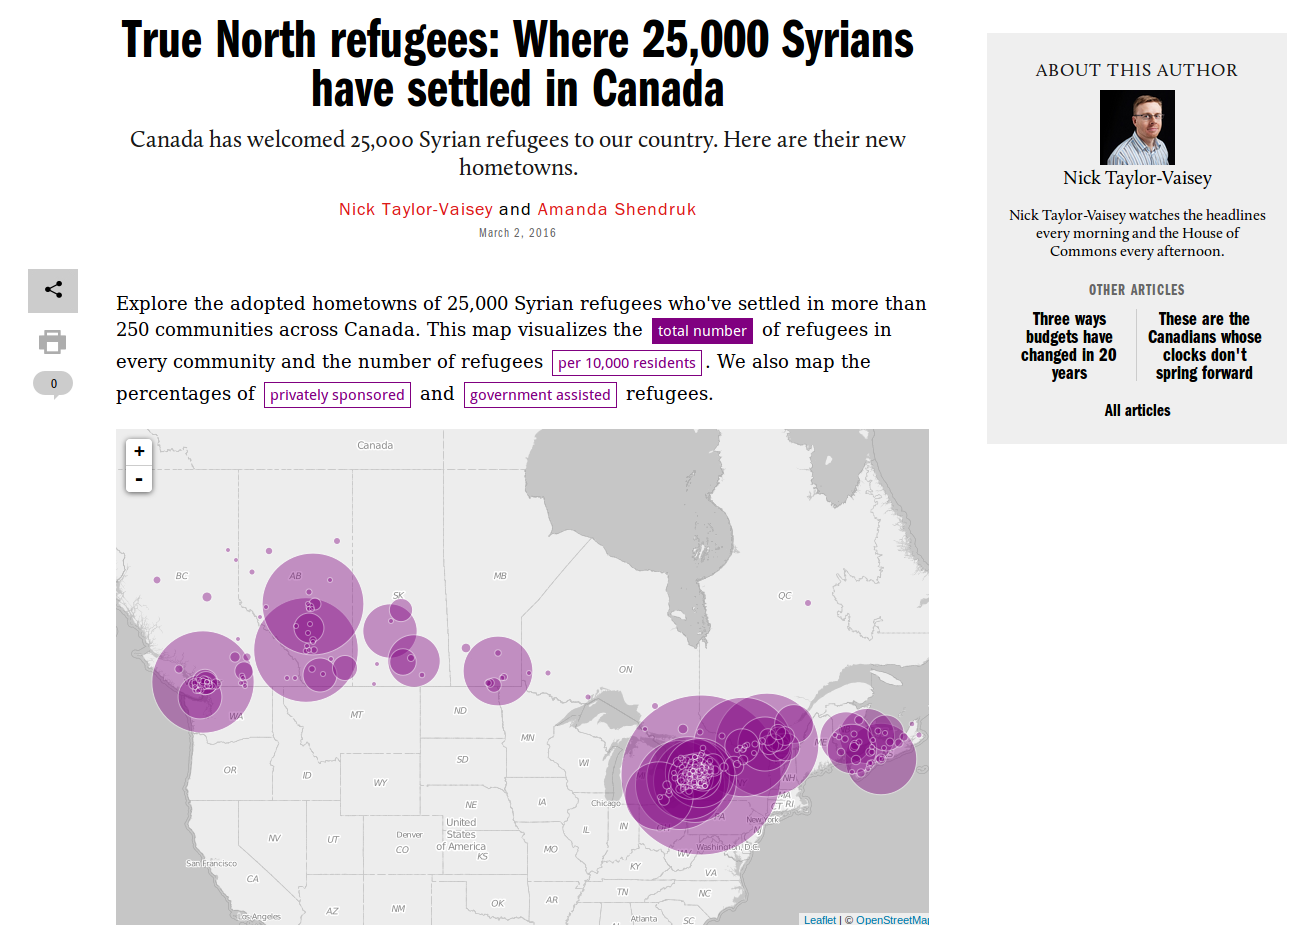 True North refugees: Where 25,000 Syrians
have settled in Canada
Canada has welcomed 25,000 Syrian refugees to our country. Here are their new
hometowns.
Nick Taylor-Vaisey and Amanda Shendruk
March 2, 2016
0
Explore the adopted hometowns of 25,000 Syrian refugees who've settled in more than
250 communities across Canada. This map visualizes the total number of refugees in
every community and the number of refugees per 10,000 residents. We also map the
percentages of privately sponsored and government assisted refugees.
+
-
Canada
BC
AB
SK
MB
QC
ON
WA
MT
ND
MN
OR
ID
WY
SD
WI
ME
NH
MA
CT RI
New York
NJ
PA
Washington, D.C.
Chicago
NE
IA
IL
IN
WV
VA
NV
UT
Denver
CO
United
States
of America
KS
MO
KY
San Francisco
CA
Los Angeles
AZ
NM
OK
AR
TN
NC
Atlanta
SC
Leaflet | © OpenStreetMap
ABOUT THIS AUTHOR
Nick Taylor-Vaisey
Nick Taylor-Vaisey watches the headlines
every morning and the House of
Commons every afternoon.
OTHER ARTICLES
Three ways
budgets have
changed in 20
years
These are the
Canadians whose
clocks don't
spring forward
All articles